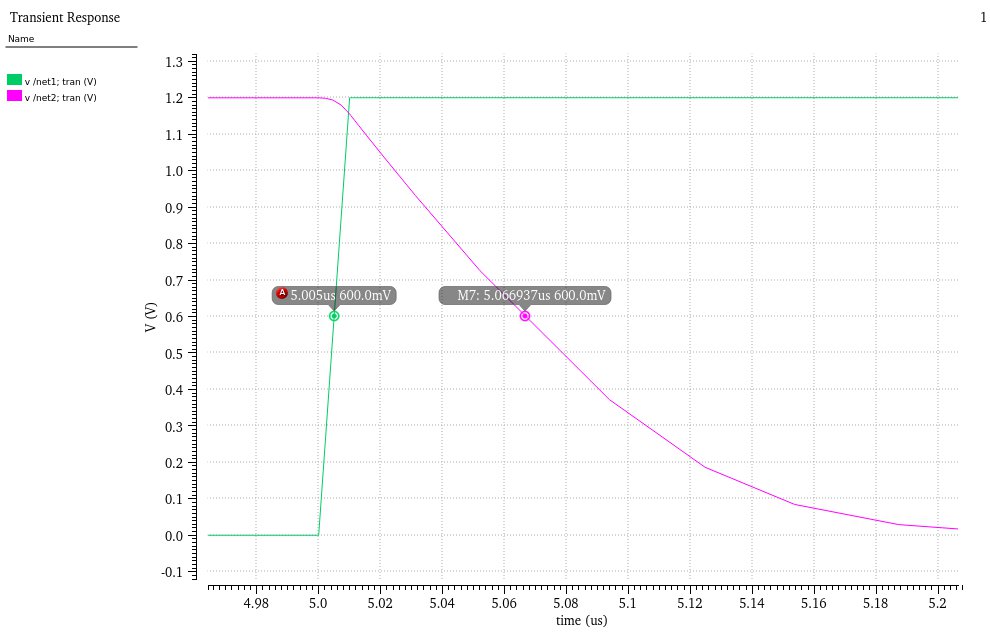 Transient Response
1
Name
v /net1; tran (V)
v /net2; tran (V)
1.3
1.2
1.1
1.0
0.9
0.8
0.7
0.6
0.5
0.4
0.3
0.2
0.1
0.0
-0.1
V (V)
A 5.005us 600.0mV
M7: 5.066937us 600.0mV
4.98 5.0 5.02 5.04 5.06 5.08 5.1 5.12 5.14 5.16 5.18 5.2
time (us)